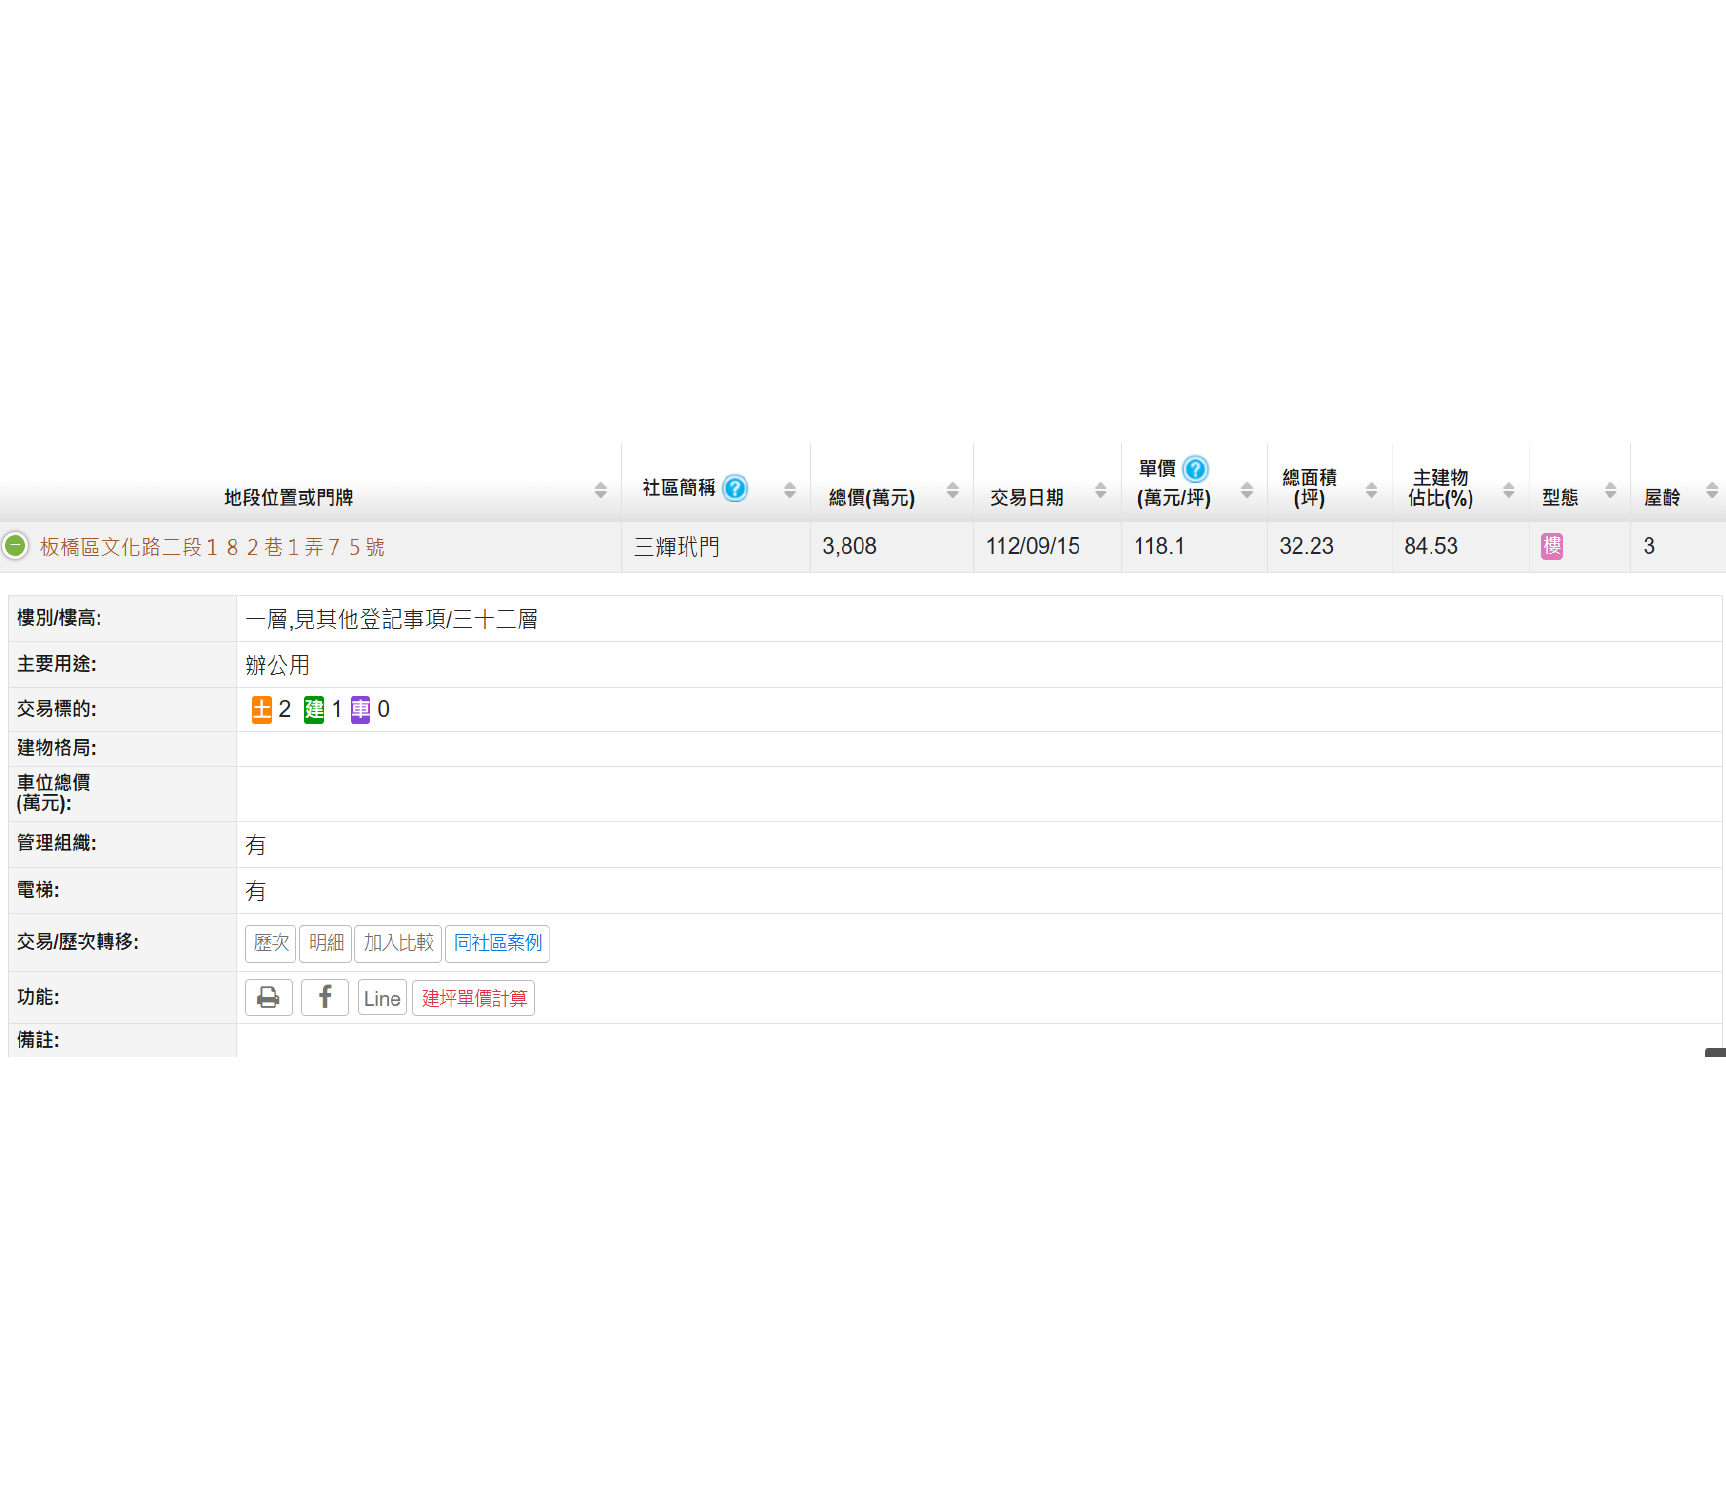 地段位置或門牌 社區簡稱 ? 總價(萬元) 交易日期 單價 ? (萬元/坪) 總面積 (坪) 主建物 佔比(%) 型態 屋齡
板橋區文化路二段１８２巷１弄７５號 三輝玳門 3,808 112/09/15 118.1 32.23 84.53 樓 3
樓別/樓高: 一層,見其他登記事項/三十二層
主要用途: 辦公用
交易標的: 土 2 建 1 車 0
建物格局:
車位總價
(萬元):
管理組織: 有
電梯: 有
交易/歷次轉移: 歷次 明細 加入比較 同社區案例
功能: f Line 建坪單價計算
備註: